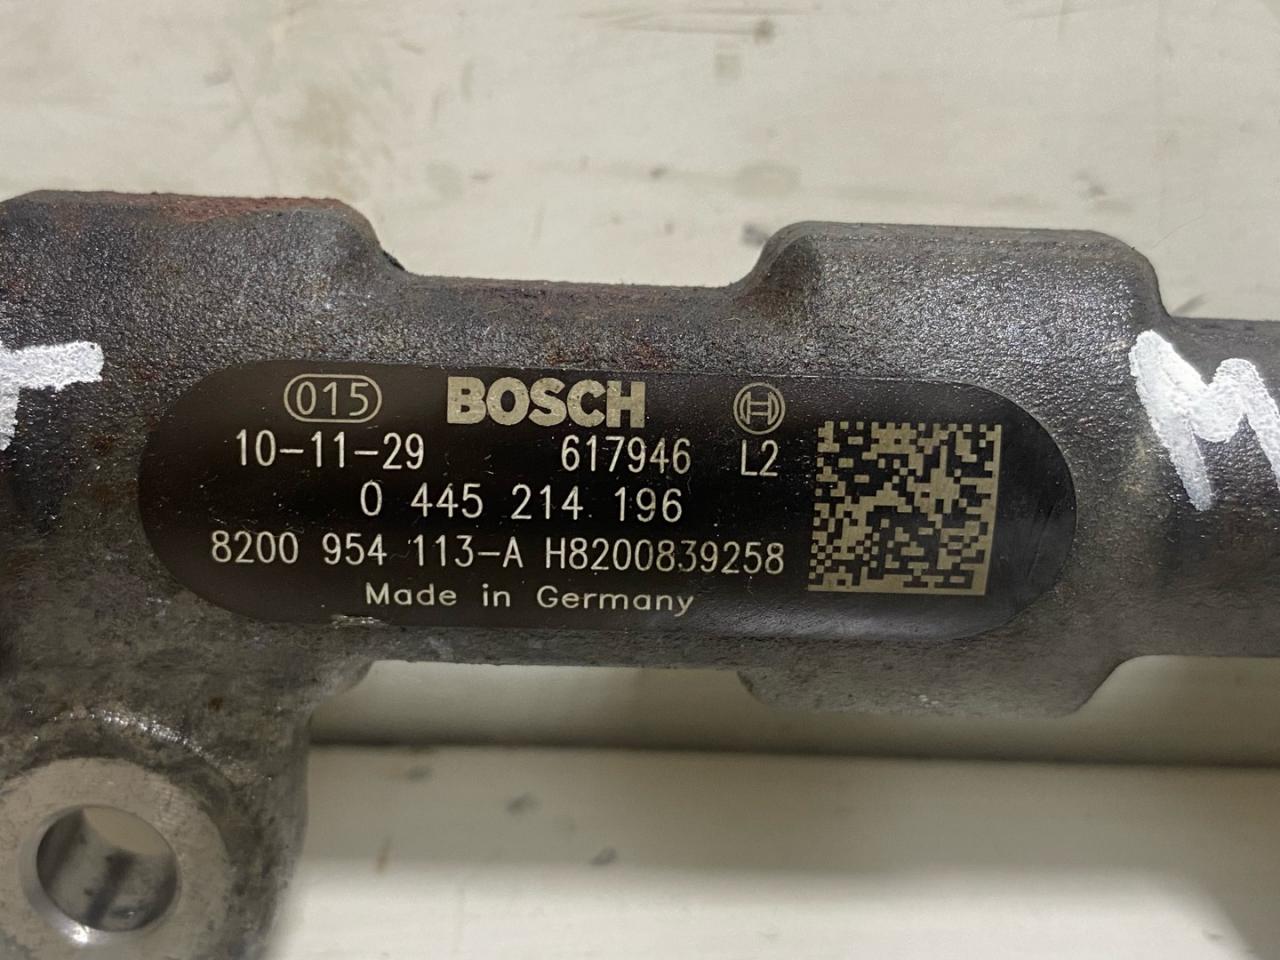 015 BOSCH
10-11-29 617946 L2
0 445 214 196
8200 954 113-A H8200839258
Made in Germany